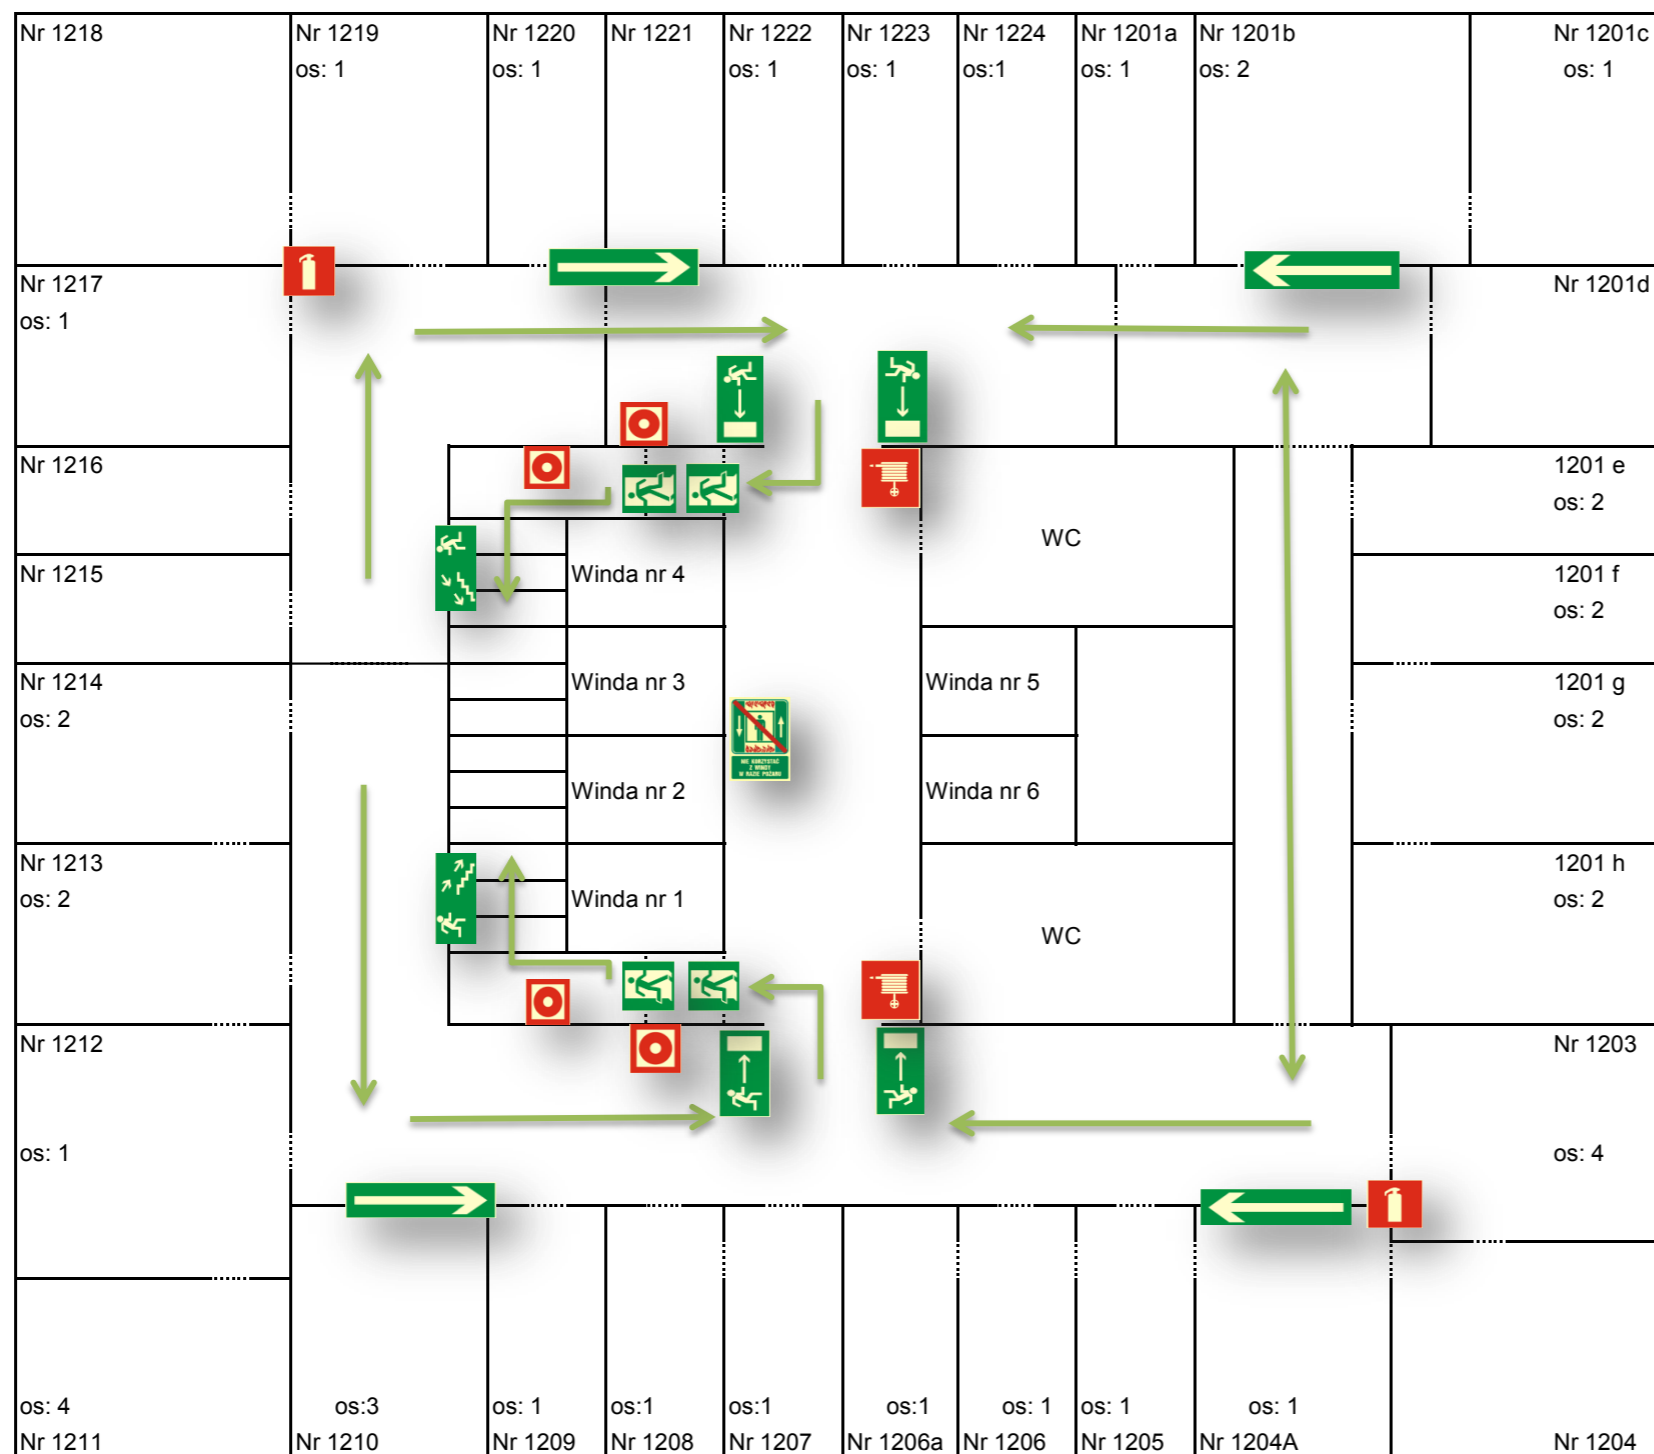 Nr 1218
Nr 1219
os: 1
Nr 1220
os: 1
Nr 1221
Nr 1222
os: 1
Nr 1223
os: 1
Nr 1224
os:1
Nr 1201a
os: 1
Nr 1201b
os: 2
Nr 1201c
os: 1
Nr 1217
os: 1
Nr 1201d
Nr 1216
1201 e
os: 2
WC
Nr 1215
Winda nr 4
1201 f
os: 2
Nr 1214
os: 2
Winda nr 3
Winda nr 5
1201 g
os: 2
NIE KORZYSTAĆ
Z WINDY
W RAZIE POŻARU
Winda nr 2
Winda nr 6
Nr 1213
os: 2
Winda nr 1
1201 h
os: 2
WC
Nr 1212
os: 1
Nr 1203
os: 4
os: 4
Nr 1211
os:3
Nr 1210
os: 1
Nr 1209
os:1
Nr 1208
os:1
Nr 1207
os:1
Nr 1206a
os: 1
Nr 1206
os: 1
Nr 1205
os: 1
Nr 1204A
Nr 1204